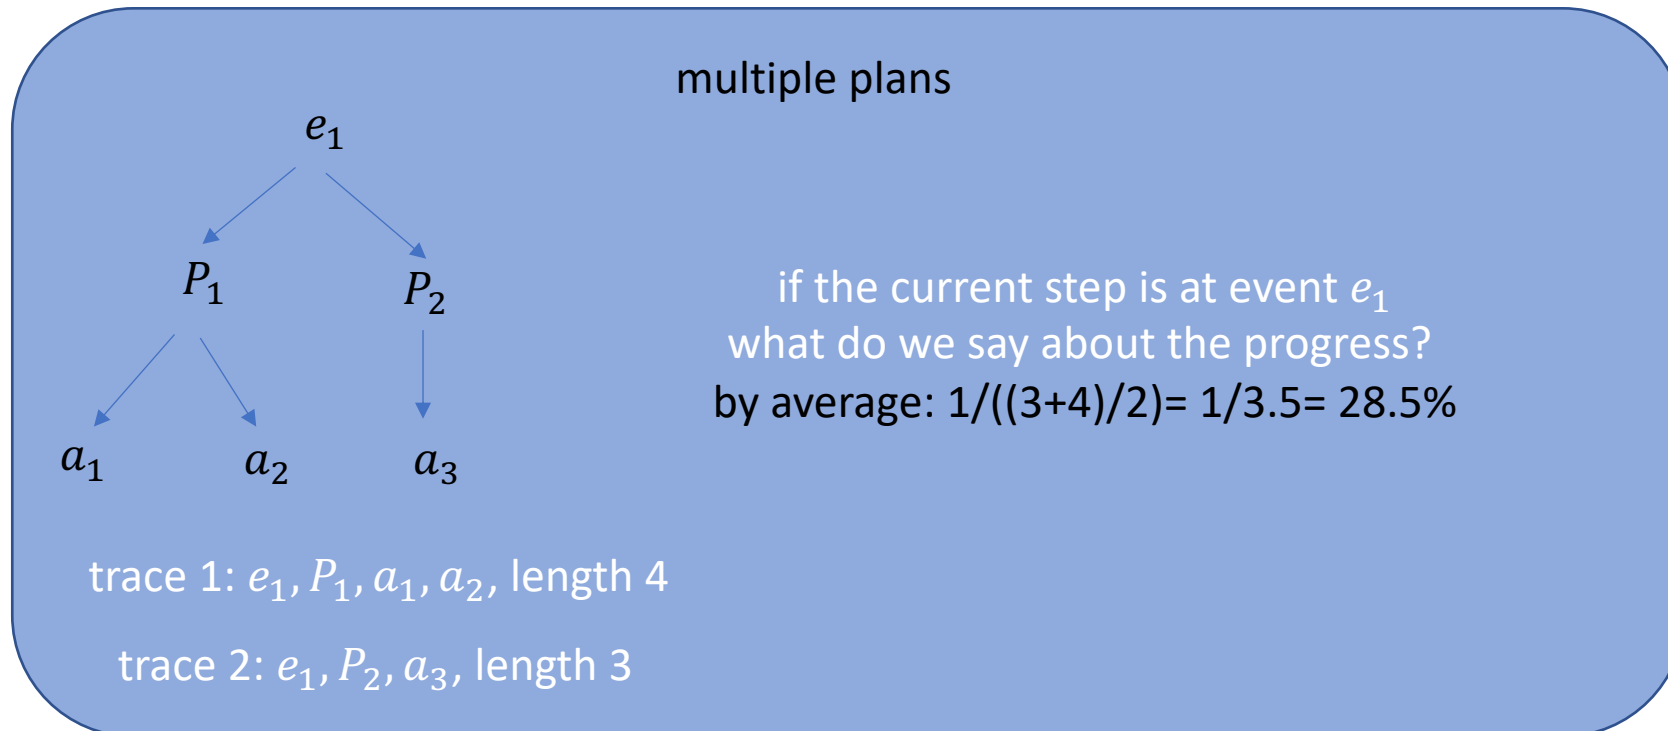 multiple plans
e₁
P₁ P₂
a₁ a₂ a₃
if the current step is at event e₁
what do we say about the progress?
by average: 1/((3+4)/2)= 1/3.5= 28.5%
trace 1: e₁, P₁, a₁, a₂, length 4
trace 2: e₁, P₂, a₃, length 3